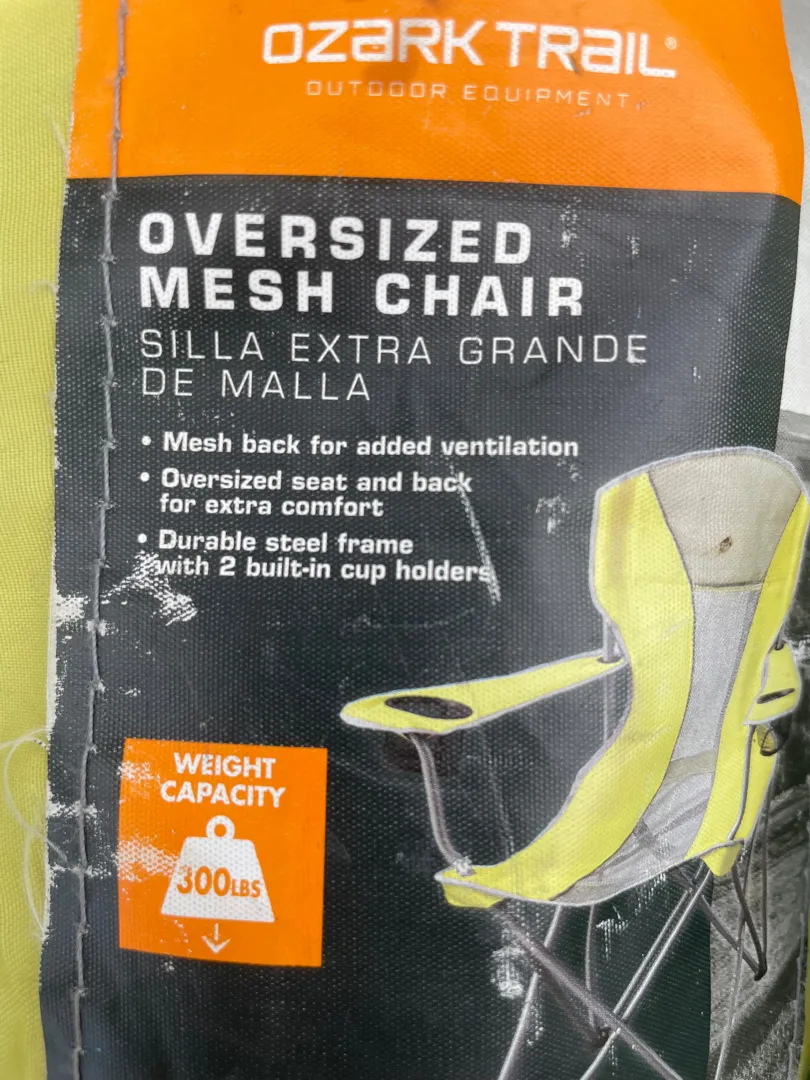 OZARK TRAIL®
OUTDOOR EQUIPMENT
OVERSIZED
MESH CHAIR
SILLA EXTRA GRANDE
DE MALLA
• Mesh back for added ventilation
• Oversized seat and back
for extra comfort
• Durable steel frame
with 2 built-in cup holders
WEIGHT
CAPACITY
300LBS